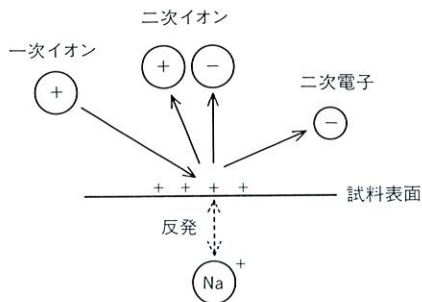 二次イオン
一次イオン
+ −
二次電子
+
−
+ + + +
試料表面
反発
+
Na